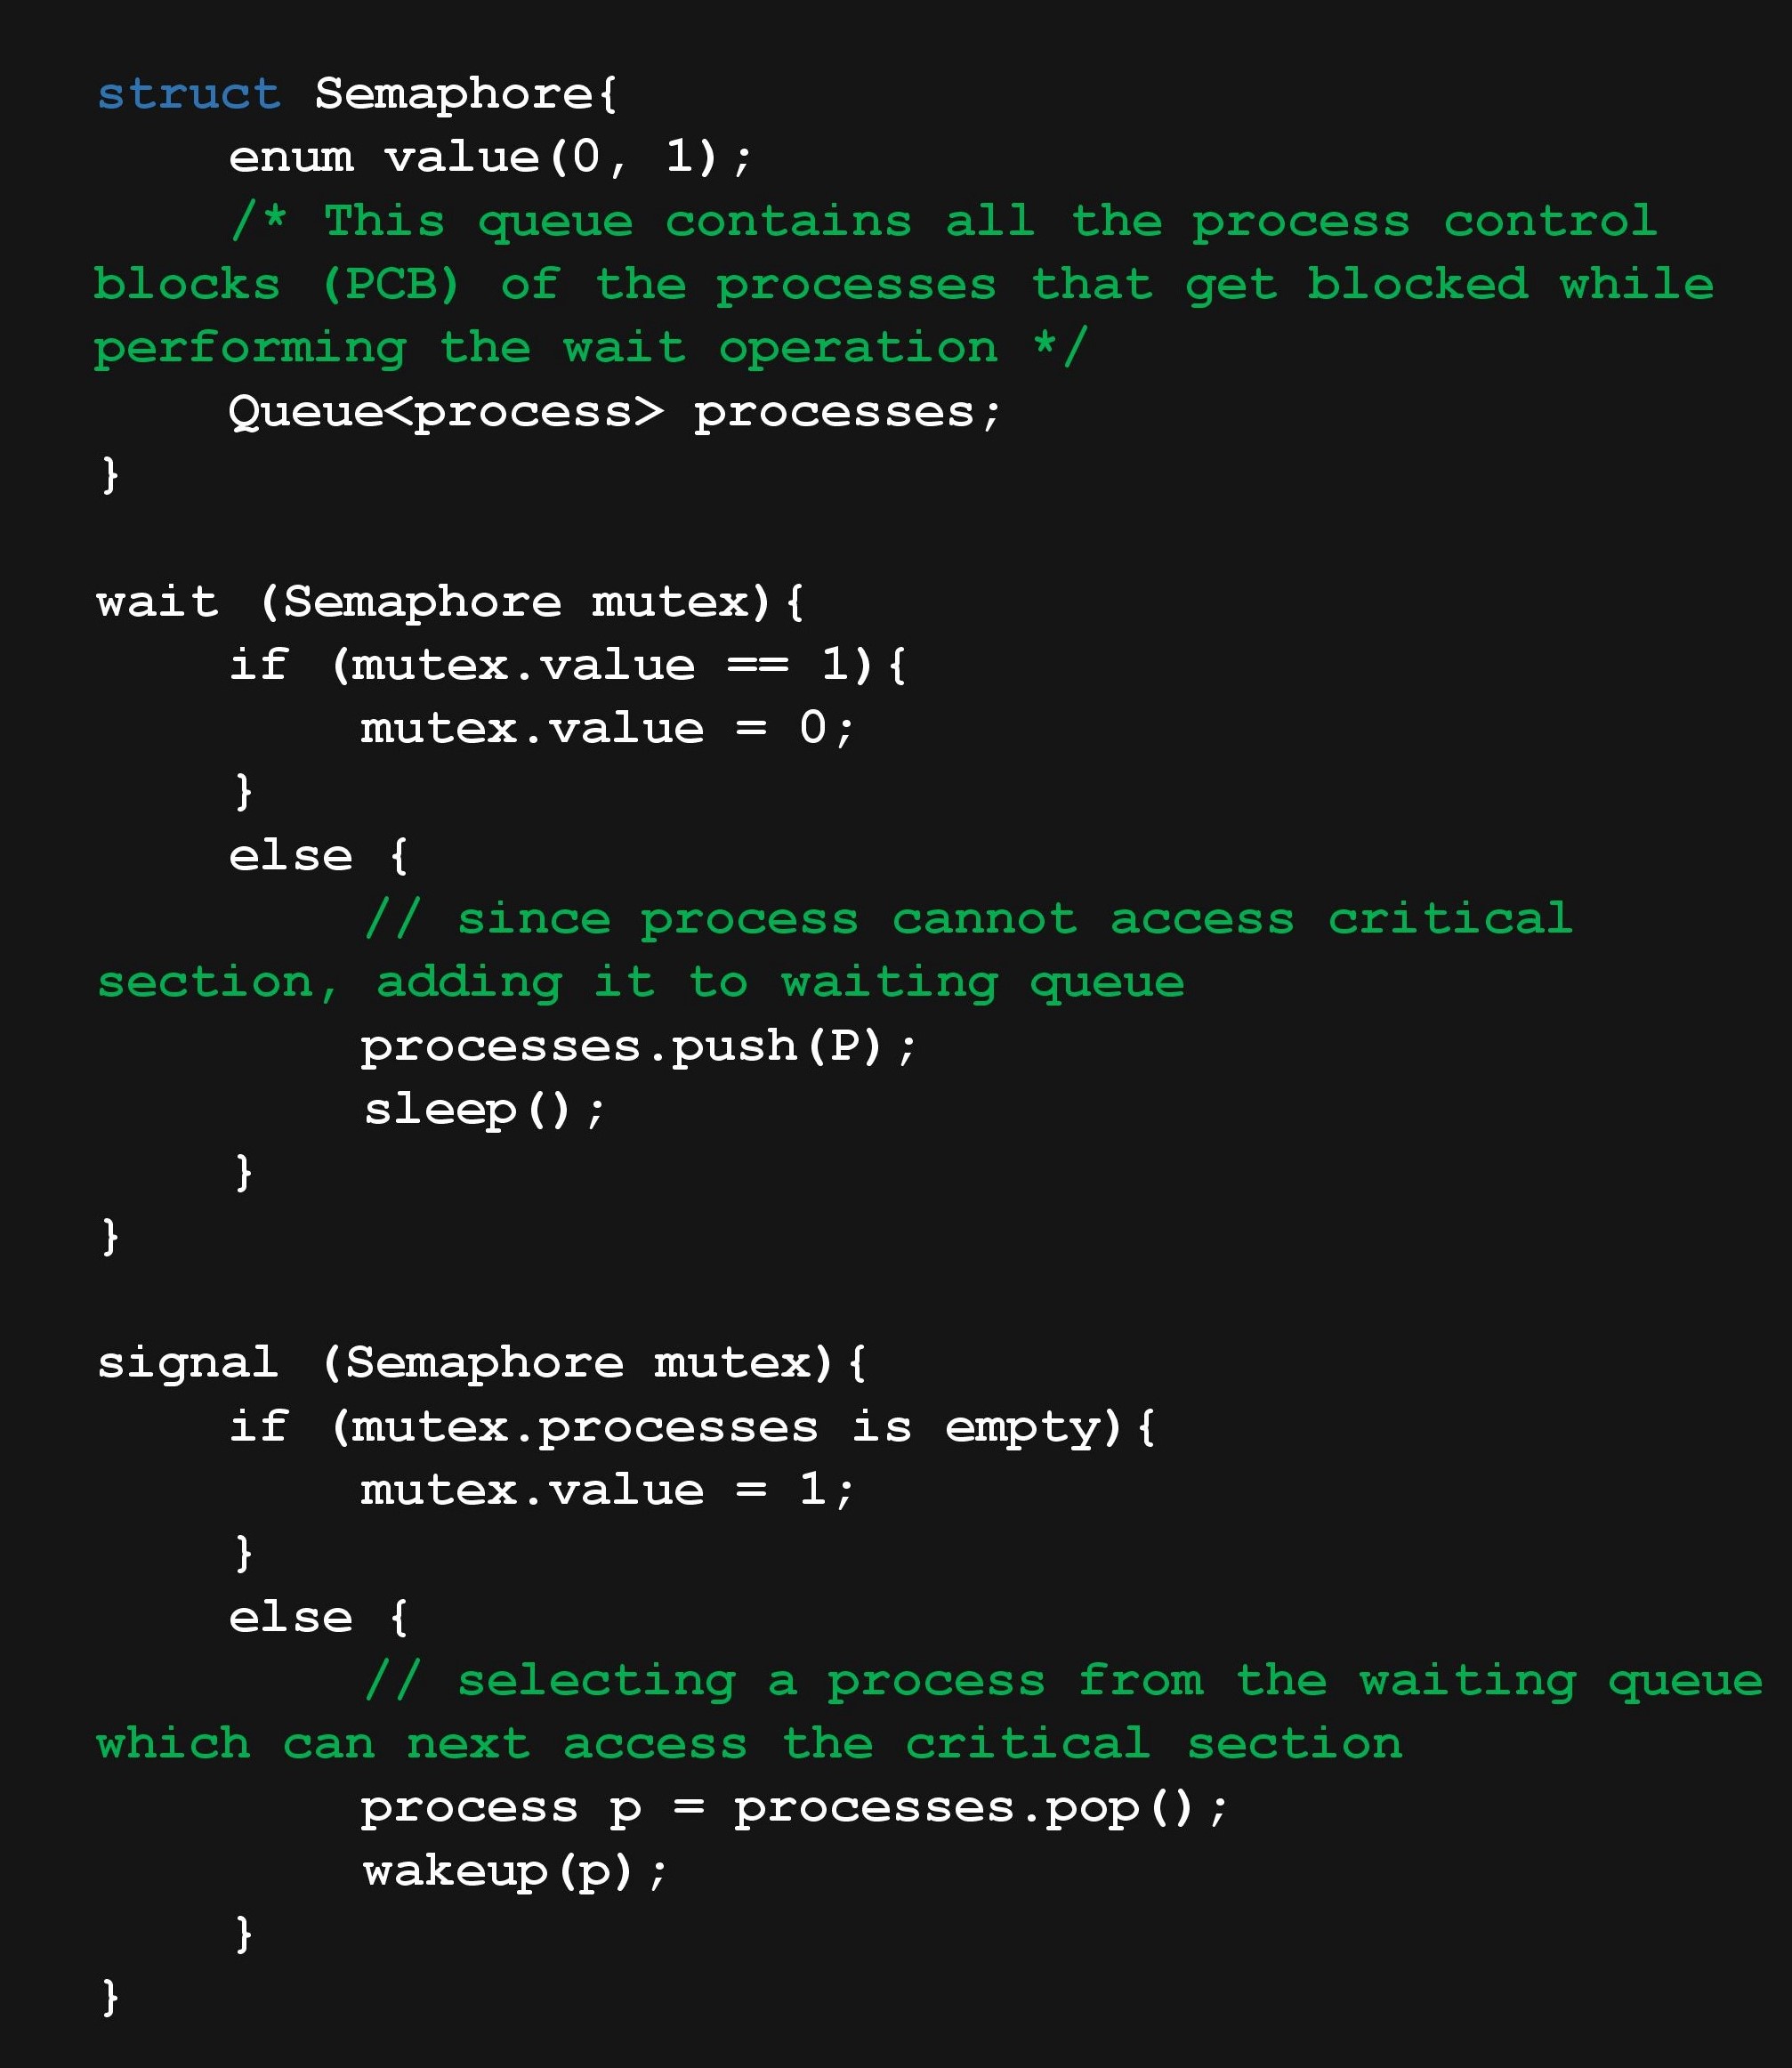 struct Semaphore{
enum value(0, 1);
/* This queue contains all the process control
blocks (PCB) of the processes that get blocked while
performing the wait operation */
Queue<process> processes;
}
wait (Semaphore mutex){
if (mutex.value == 1){
mutex.value = 0;
}
else {
// since process cannot access critical
section, adding it to waiting queue
processes.push(P);
sleep();
}
}
signal (Semaphore mutex){
if (mutex.processes is empty){
mutex.value = 1;
}
else {
// selecting a process from the waiting queue
which can next access the critical section
process p = processes.pop();
wakeup(p);
}
}